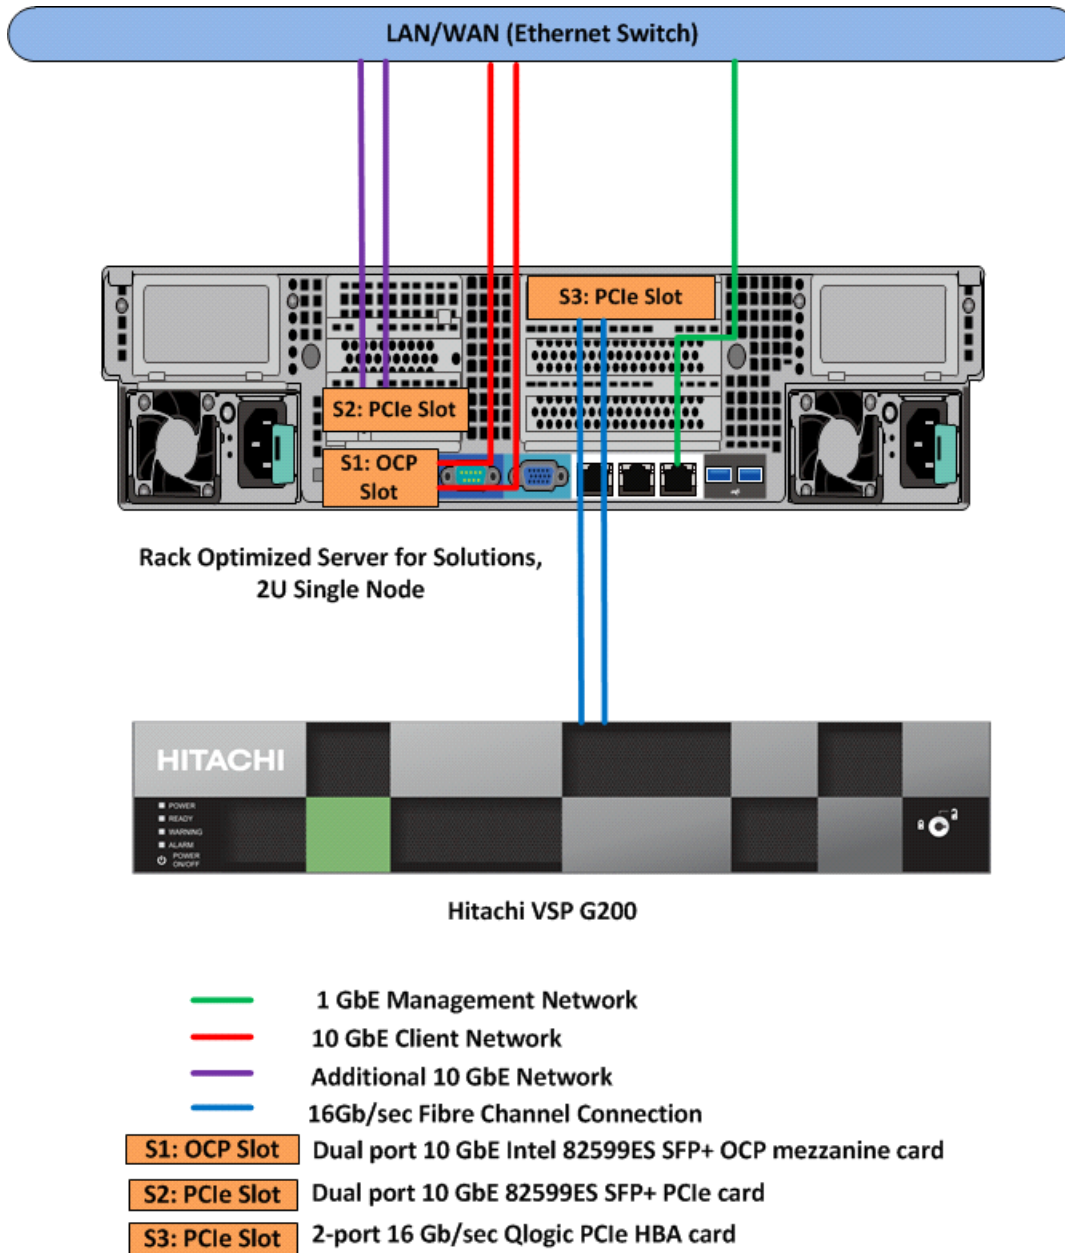 LAN/WAN (Ethernet Switch)
S3: PCIe Slot
S2: PCIe Slot
S1: OCP
Slot
Rack Optimized Server for Solutions,
2U Single Node
HITACHI
POWER
READY
WARNING
ALARM
POWER
ON/OFF
Hitachi VSP G200
1 GbE Management Network
10 GbE Client Network
Additional 10 GbE Network
16Gb/sec Fibre Channel Connection
S1: OCP Slot Dual port 10 GbE Intel 82599ES SFP+ OCP mezzanine card
S2: PCIe Slot Dual port 10 GbE 82599ES SFP+ PCIe card
S3: PCIe Slot 2-port 16 Gb/sec Qlogic PCIe HBA card